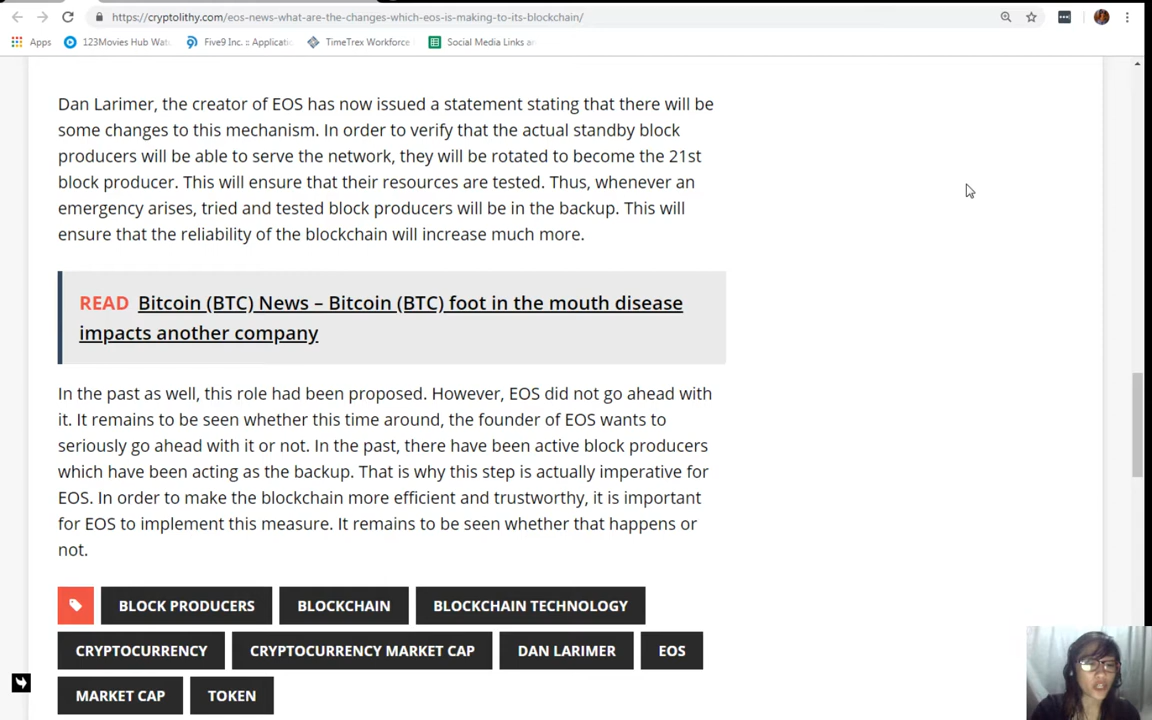 https://cryptolithy.com/eos-news-what-are-the-changes-which-eos-is-making-to-its-blockchain/
Apps 123Movies Hub Wat Five9 Inc. :: Applicati TimeTrex Workforce Social Media Links a
Dan Larimer, the creator of EOS has now issued a statement stating that there will be
some changes to this mechanism. In order to verify that the actual standby block
producers will be able to serve the network, they will be rotated to become the 21st
block producer. This will ensure that their resources are tested. Thus, whenever an
emergency arises, tried and tested block producers will be in the backup. This will
ensure that the reliability of the blockchain will increase much more.
READ Bitcoin (BTC) News – Bitcoin (BTC) foot in the mouth disease
impacts another company
In the past as well, this role had been proposed. However, EOS did not go ahead with
it. It remains to be seen whether this time around, the founder of EOS wants to
seriously go ahead with it or not. In the past, there have been active block producers
which have been acting as the backup. That is why this step is actually imperative for
EOS. In order to make the blockchain more efficient and trustworthy, it is important
for EOS to implement this measure. It remains to be seen whether that happens or
not.
BLOCK PRODUCERS BLOCKCHAIN BLOCKCHAIN TECHNOLOGY
CRYPTOCURRENCY CRYPTOCURRENCY MARKET CAP DAN LARIMER EOS
MARKET CAP TOKEN